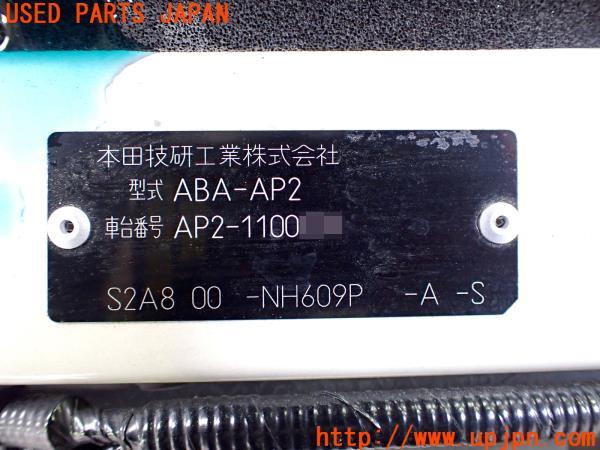 USED PARTS JAPAN
本田技研工業株式会社
型式 ABA-AP2
車台番号 AP2-1100
S2A8 00 -NH609P -A -S
http://www.upjpn.com